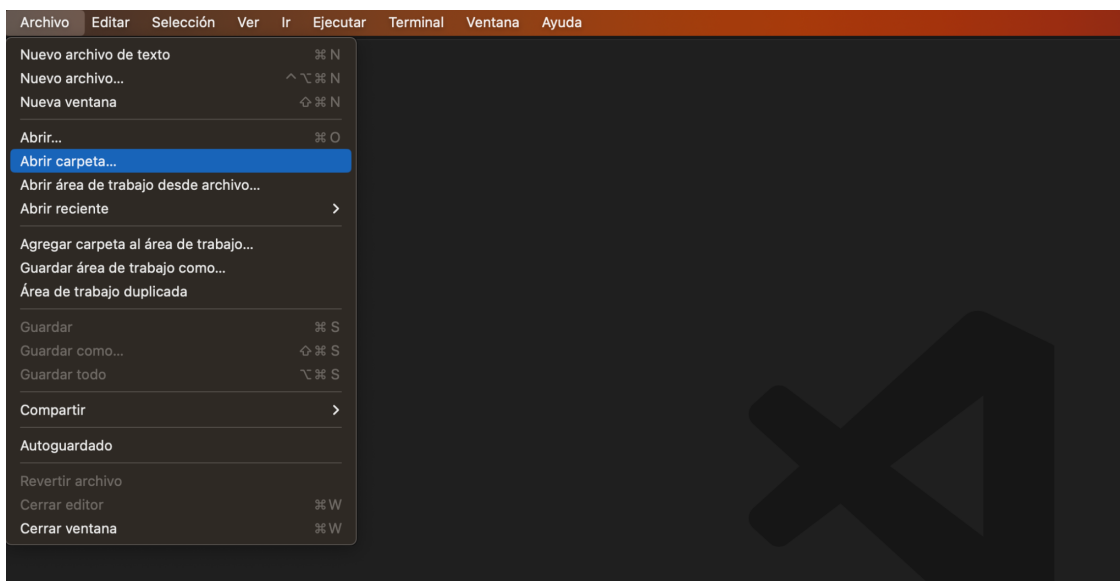 Archivo Editar Selección Ver Ir Ejecutar Terminal Ventana Ayuda
Nuevo archivo de texto ⌘ N
Nuevo archivo... ^⌥⌘ N
Nueva ventana ⇧⌘ N
Abrir... ⌘ O
Abrir carpeta...
Abrir área de trabajo desde archivo...
Abrir reciente >
Agregar carpeta al área de trabajo...
Guardar área de trabajo como...
Área de trabajo duplicada
Guardar ⌘ S
Guardar como... ⇧⌘ S
Guardar todo ⌥⌘ S
Compartir >
Autoguardado
Revertir archivo
Cerrar editor ⌘ W
Cerrar ventana ⌘ W